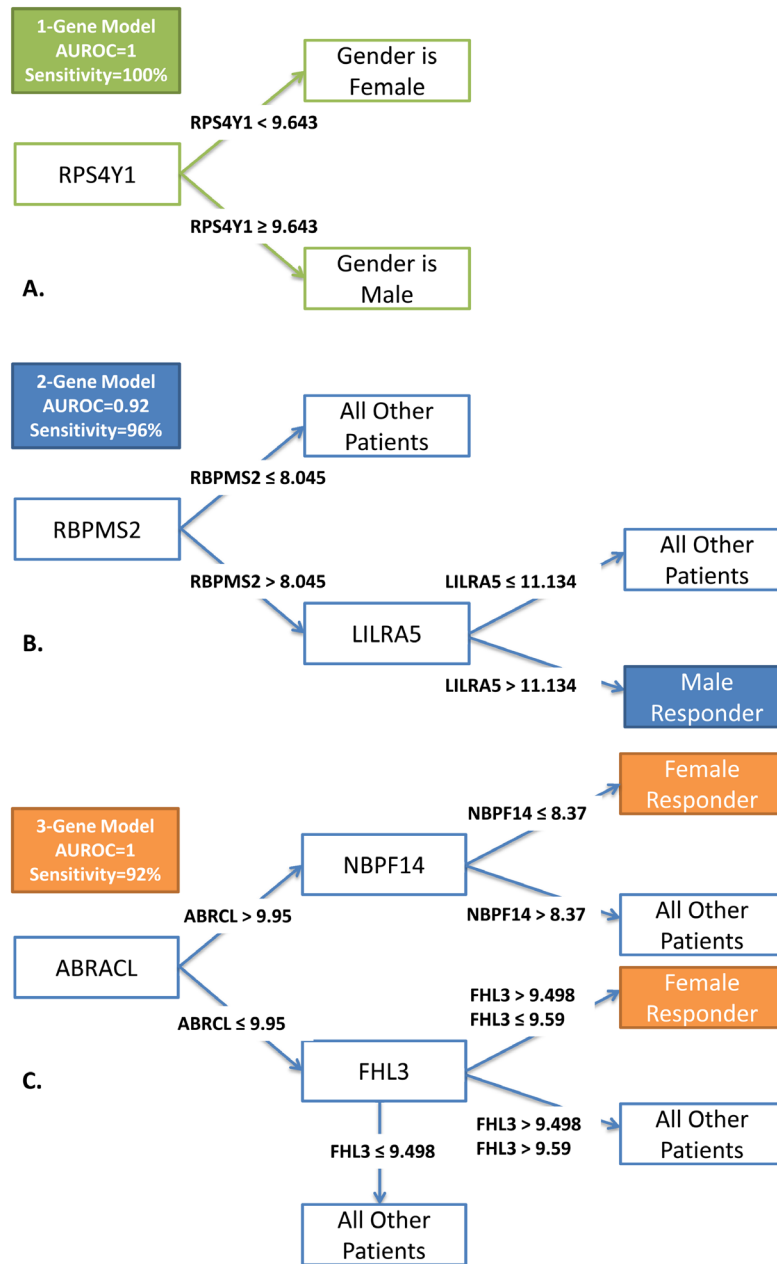 1-Gene Model
AUROC=1
Sensitivity=100%
Gender is
Female
RPS4Y1 < 9.643
RPS4Y1
RPS4Y1 ≥ 9.643
Gender is
Male
A.
2-Gene Model
AUROC=0.92
Sensitivity=96%
All Other
Patients
RBPMS2 ≤ 8.045
RBPMS2
RBPMS2 > 8.045
LILRA5
LILRA5 ≤ 11.134
All Other
Patients
LILRA5 > 11.134
Male
Responder
B.
3-Gene Model
AUROC=1
Sensitivity=92%
Female
Responder
NBPF14 ≤ 8.37
NBPF14
NBPF14 > 8.37
All Other
Patients
ABRCL > 9.95
ABRACL
ABRCL ≤ 9.95
Female
Responder
FHL3 > 9.498
FHL3 ≤ 9.59
FHL3
FHL3 > 9.498
FHL3 > 9.59
All Other
Patients
C.
FHL3 ≤ 9.498
All Other
Patients